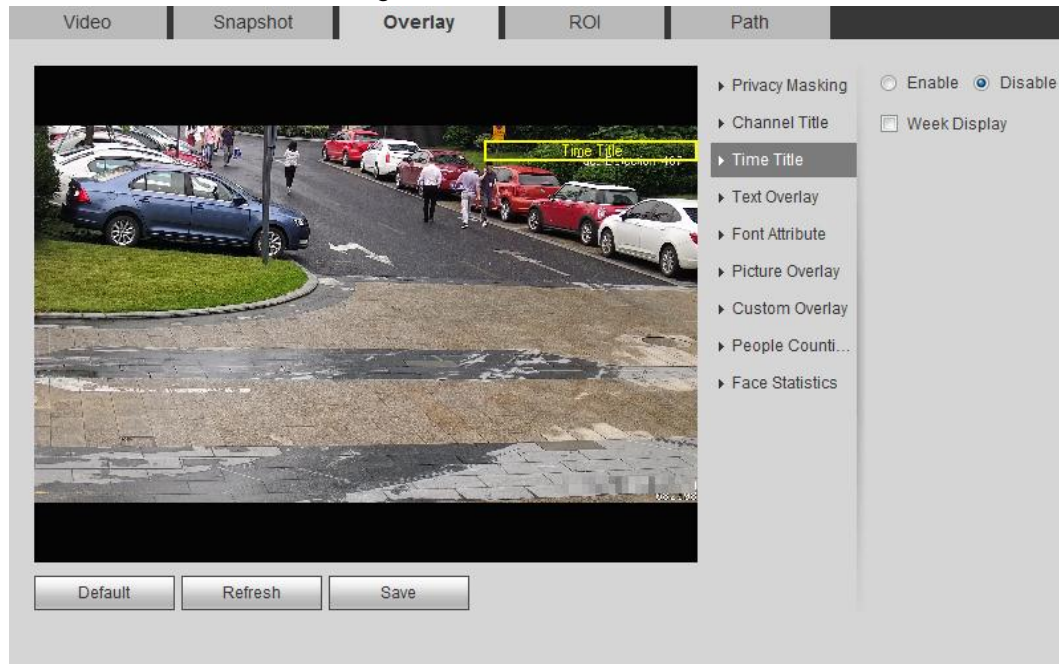 Video Snapshot Overlay ROI Path
Privacy Masking
Enable Disable
Channel Title
Week Display
Time Title
Time Title
Text Overlay
Font Attribute
Picture Overlay
Custom Overlay
People Counti...
Face Statistics
Default Refresh Save